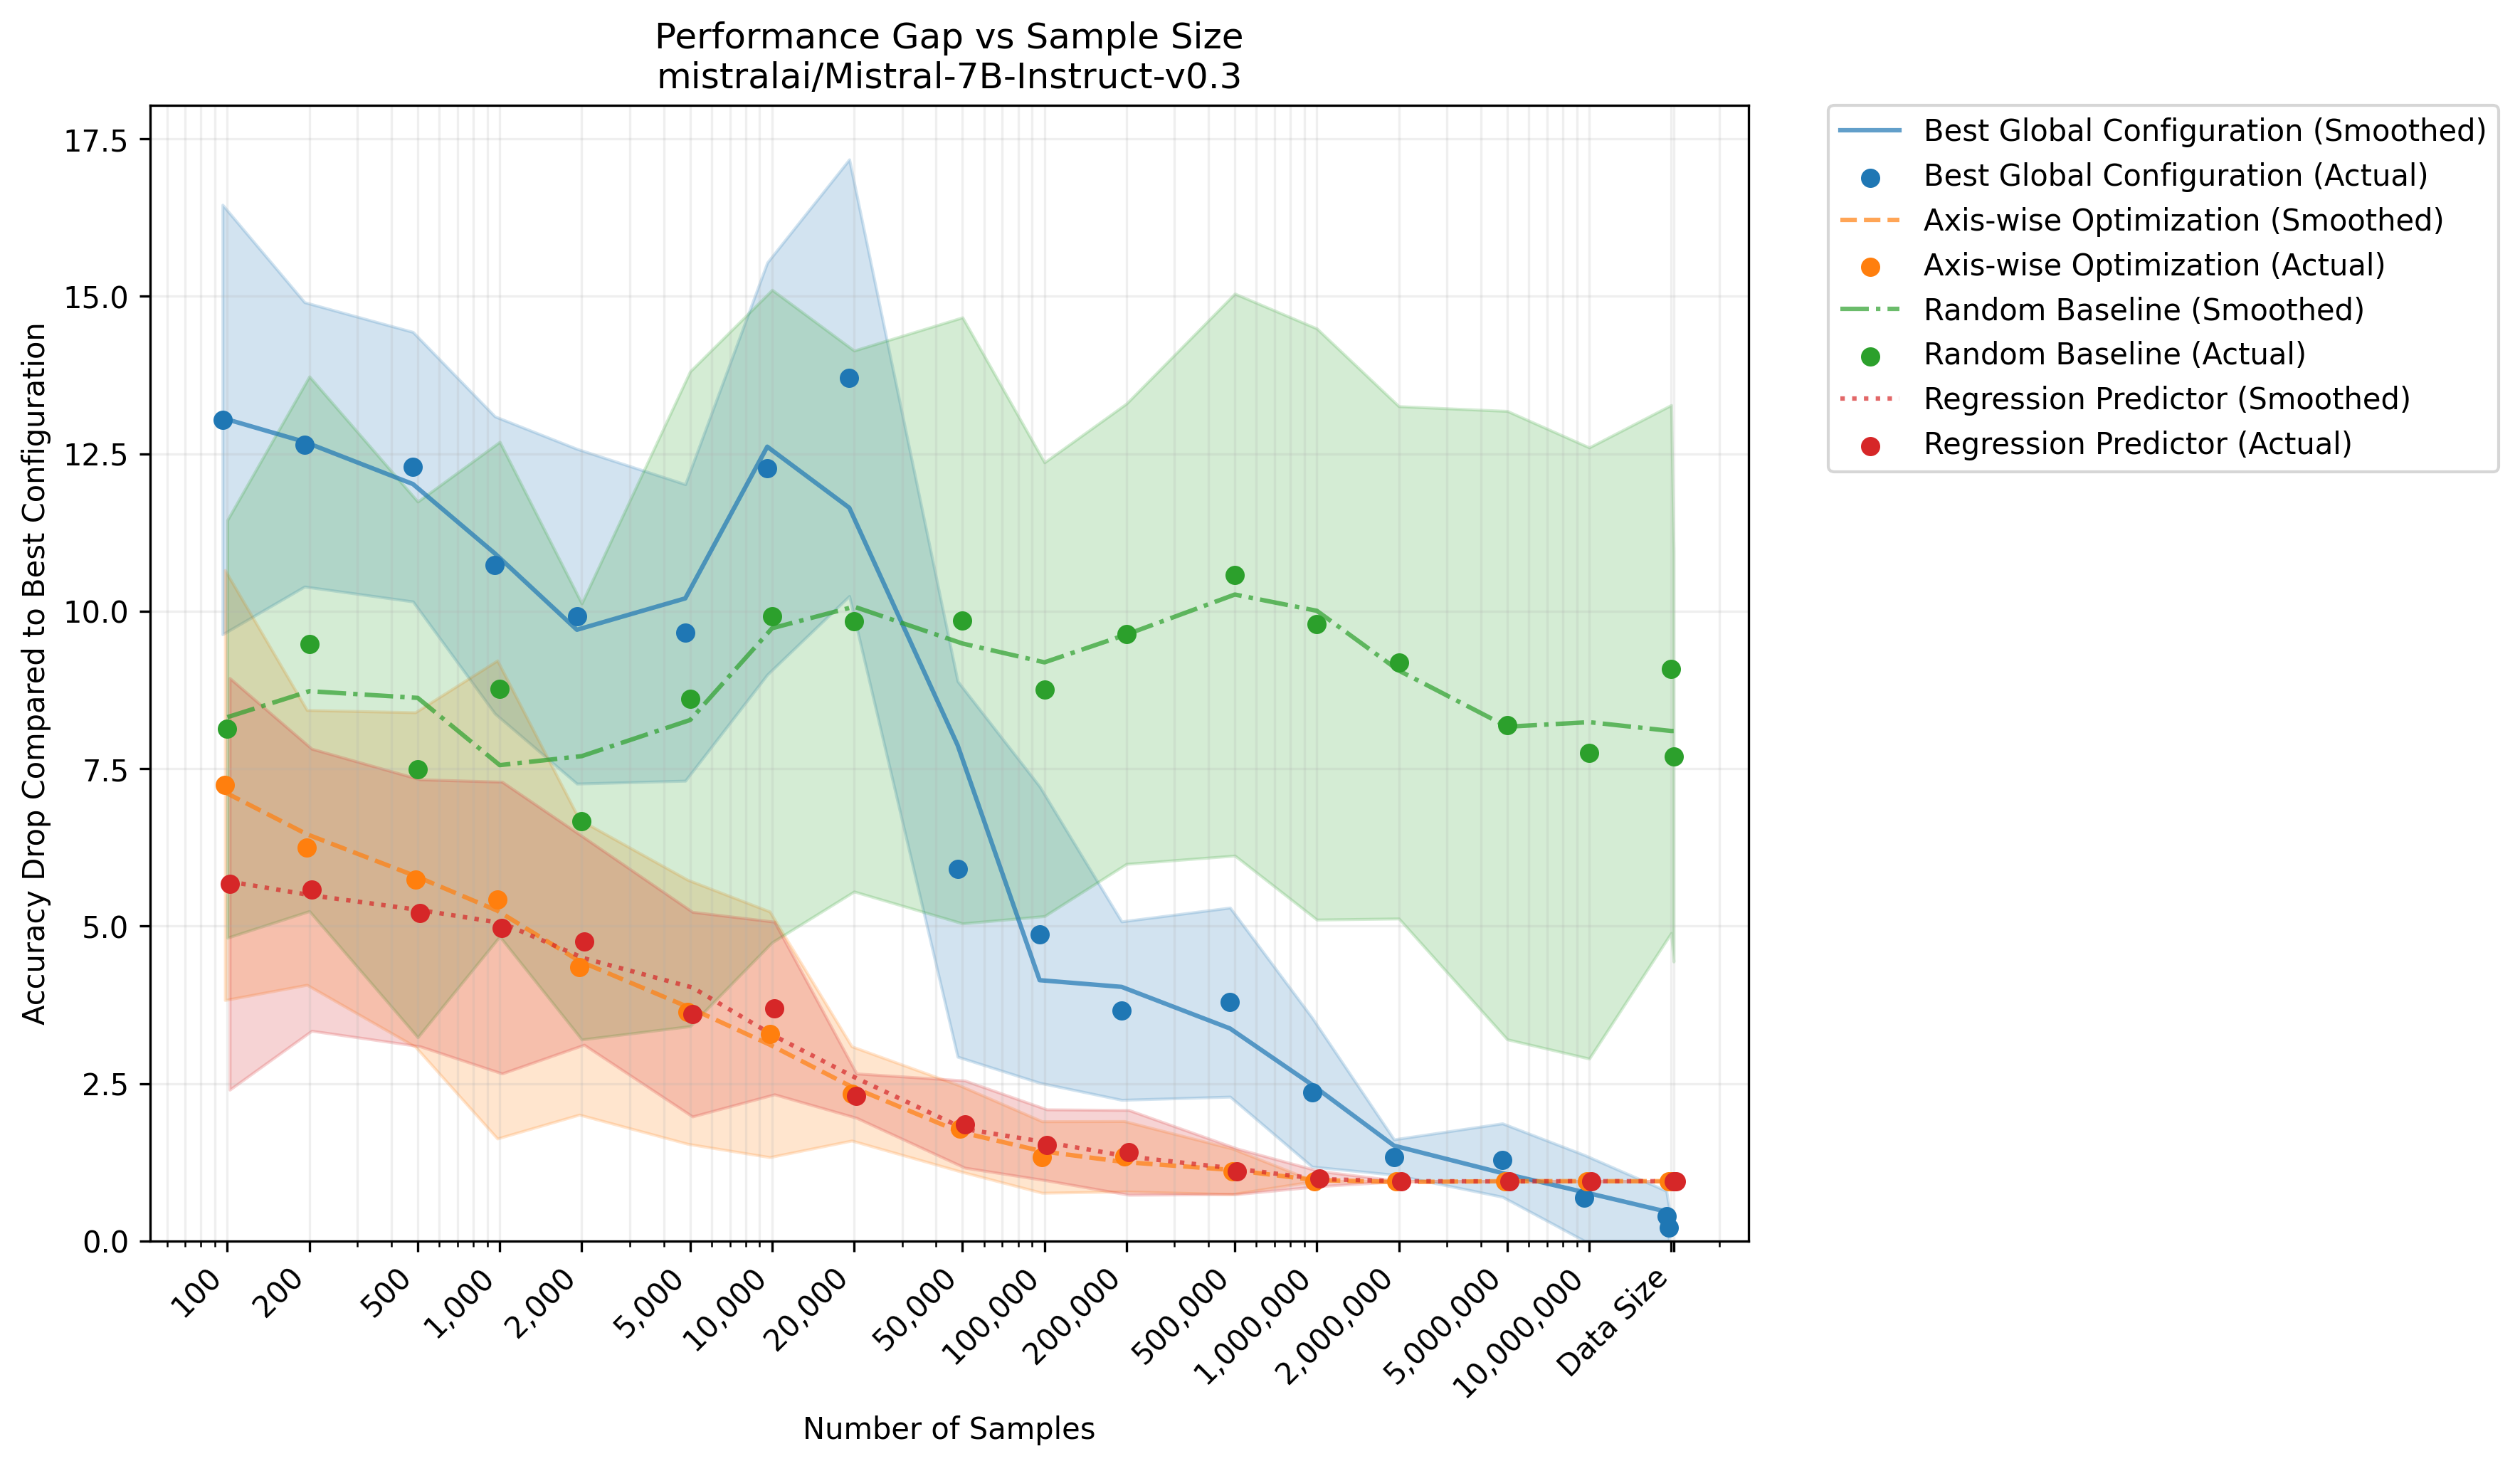 Performance Gap vs Sample Size
mistralai/Mistral-7B-Instruct-v0.3
Accuracy Drop Compared to Best Configuration
17.5
15.0
12.5
10.0
7.5
5.0
2.5
0.0
100
200
500
1,000
2,000
5,000
10,000
20,000
50,000
100,000
200,000
500,000
1,000,000
2,000,000
5,000,000
10,000,000
Data Size
Number of Samples
Best Global Configuration (Smoothed)
Best Global Configuration (Actual)
Axis-wise Optimization (Smoothed)
Axis-wise Optimization (Actual)
Random Baseline (Smoothed)
Random Baseline (Actual)
Regression Predictor (Smoothed)
Regression Predictor (Actual)